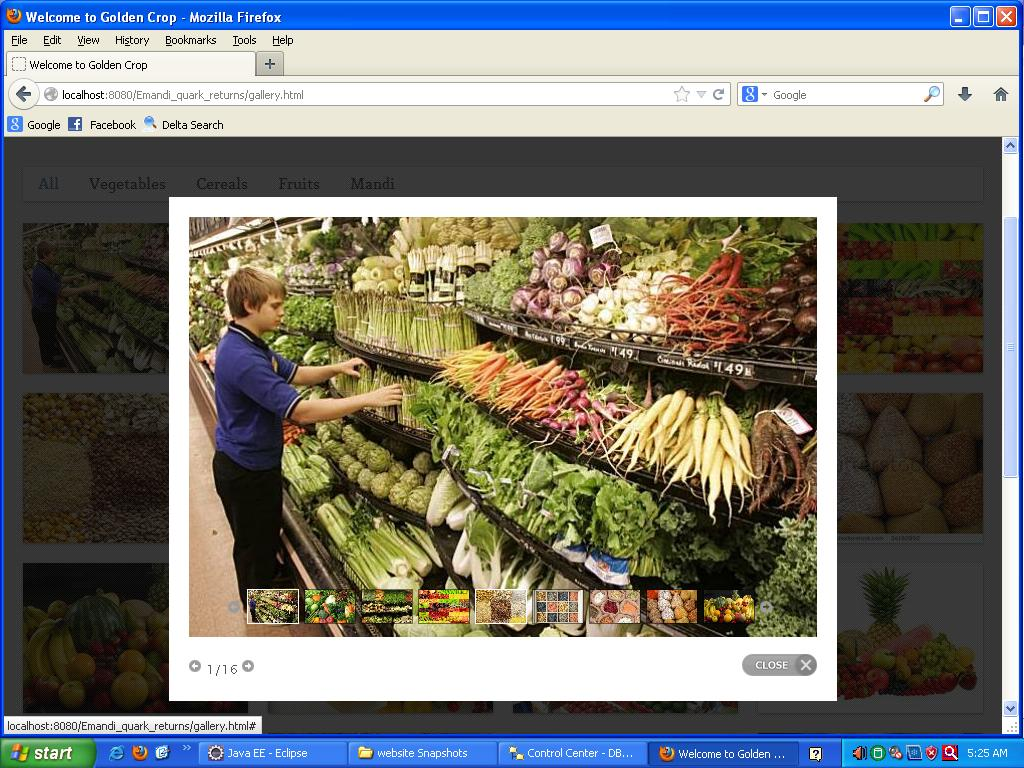 Welcome to Golden Crop - Mozilla Firefox
File Edit View History Bookmarks Tools Help
Welcome to Golden Crop
localhost:8080/Emandi_quark_returns/gallery.html
Google
Google Facebook Delta Search
All Vegetables Cereals Fruits Mandi
1.99
$1.49
$1.49
1/16
CLOSE
localhost:8080/Emandi_quark_returns/gallery.html#
start
Java EE - Eclipse
website Snapshots
Control Center - DB...
Welcome to Golden ...
5:25 AM